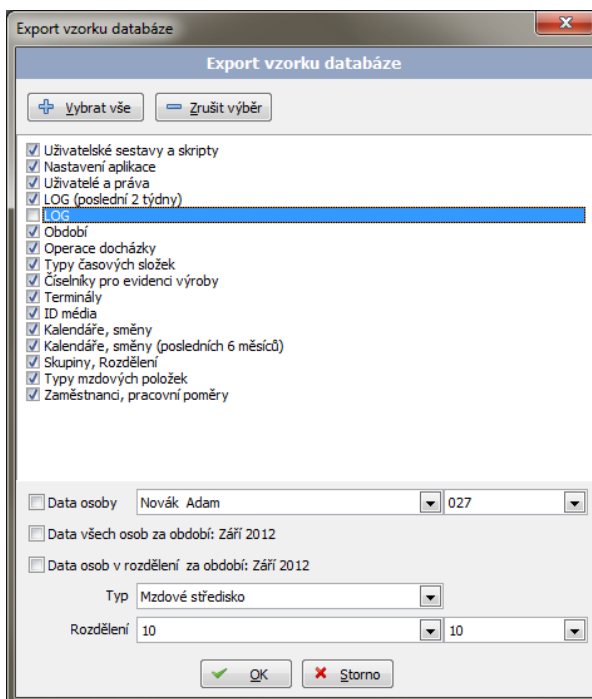 Export vzorku databáze
Export vzorku databáze
Vybrat vše Zrušit výběr
Uživatelské sestavy a skripty
Nastavení aplikace
Uživatelé a práva
LOG (poslední 2 týdny)
LOG
Období
Operace docházky
Typy časových složek
Číselníky pro evidenci výroby
Terminály
ID média
Kalendáře, směny
Kalendáře, směny (posledních 6 měsíců)
Skupiny, Rozdělení
Typy mzdových položek
Zaměstnanci, pracovní poměry
Data osoby Novák Adam 027
Data všech osob za období: Září 2012
Data osob v rozdělení za období: Září 2012
Typ Mzdové středisko
Rozdělení 10 10
OK Storno